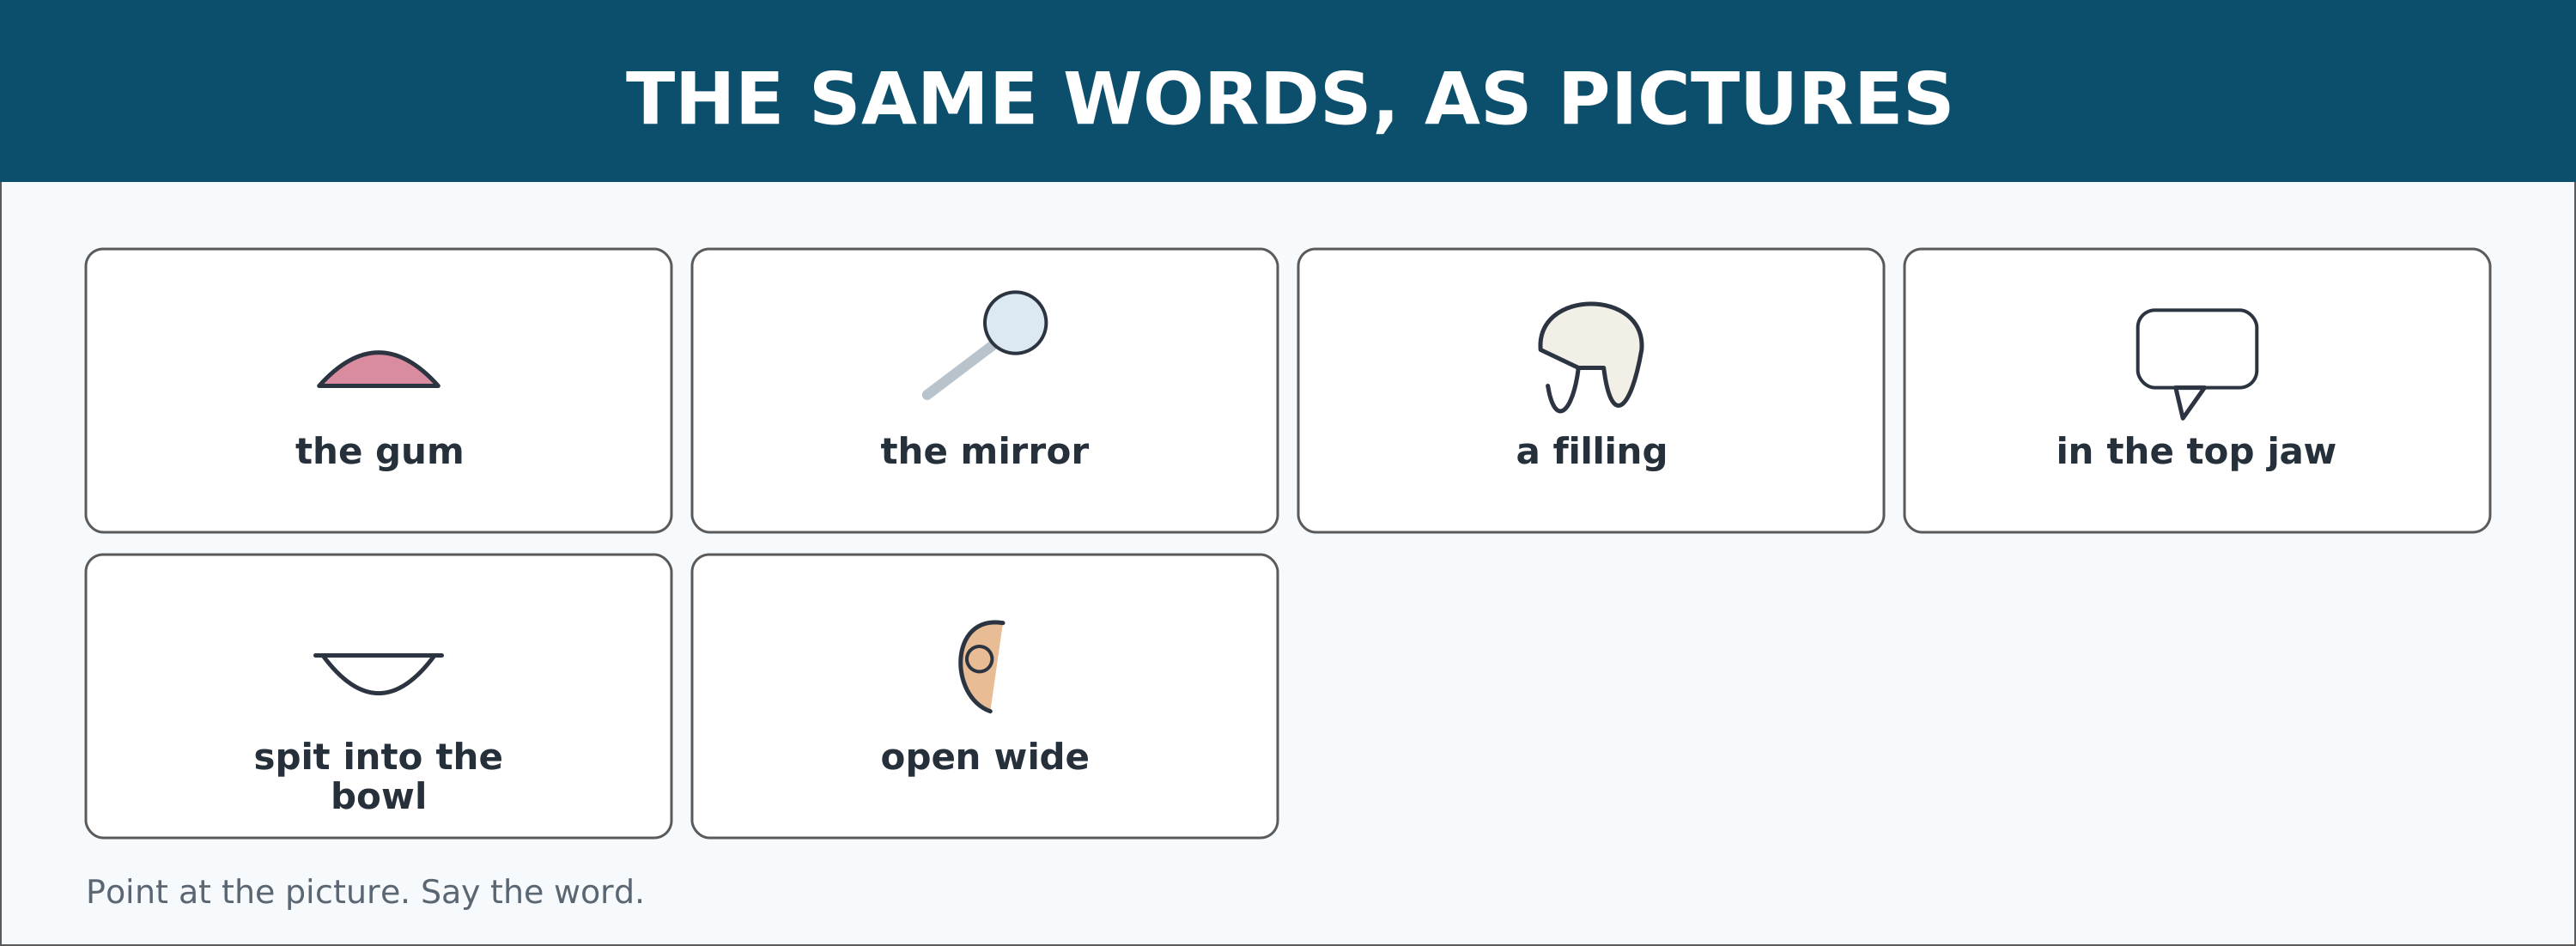 THE SAME WORDS, AS PICTURES
the gum
the mirror
a filling
in the top jaw
spit into the
bowl
open wide
Point at the picture. Say the word.